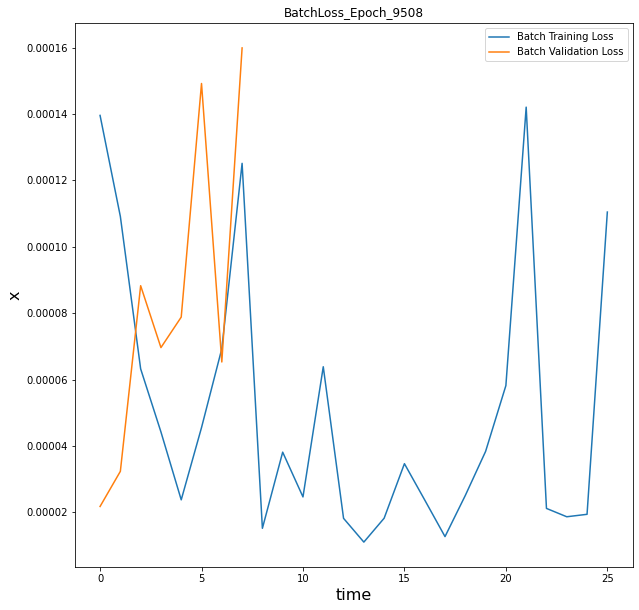 BatchLoss_Epoch_9508
Batch Training Loss
Batch Validation Loss
0.00016
0.00014
0.00012
0.00010
0.00008
0.00006
0.00004
0.00002
x
0 5 10 15 20 25
time